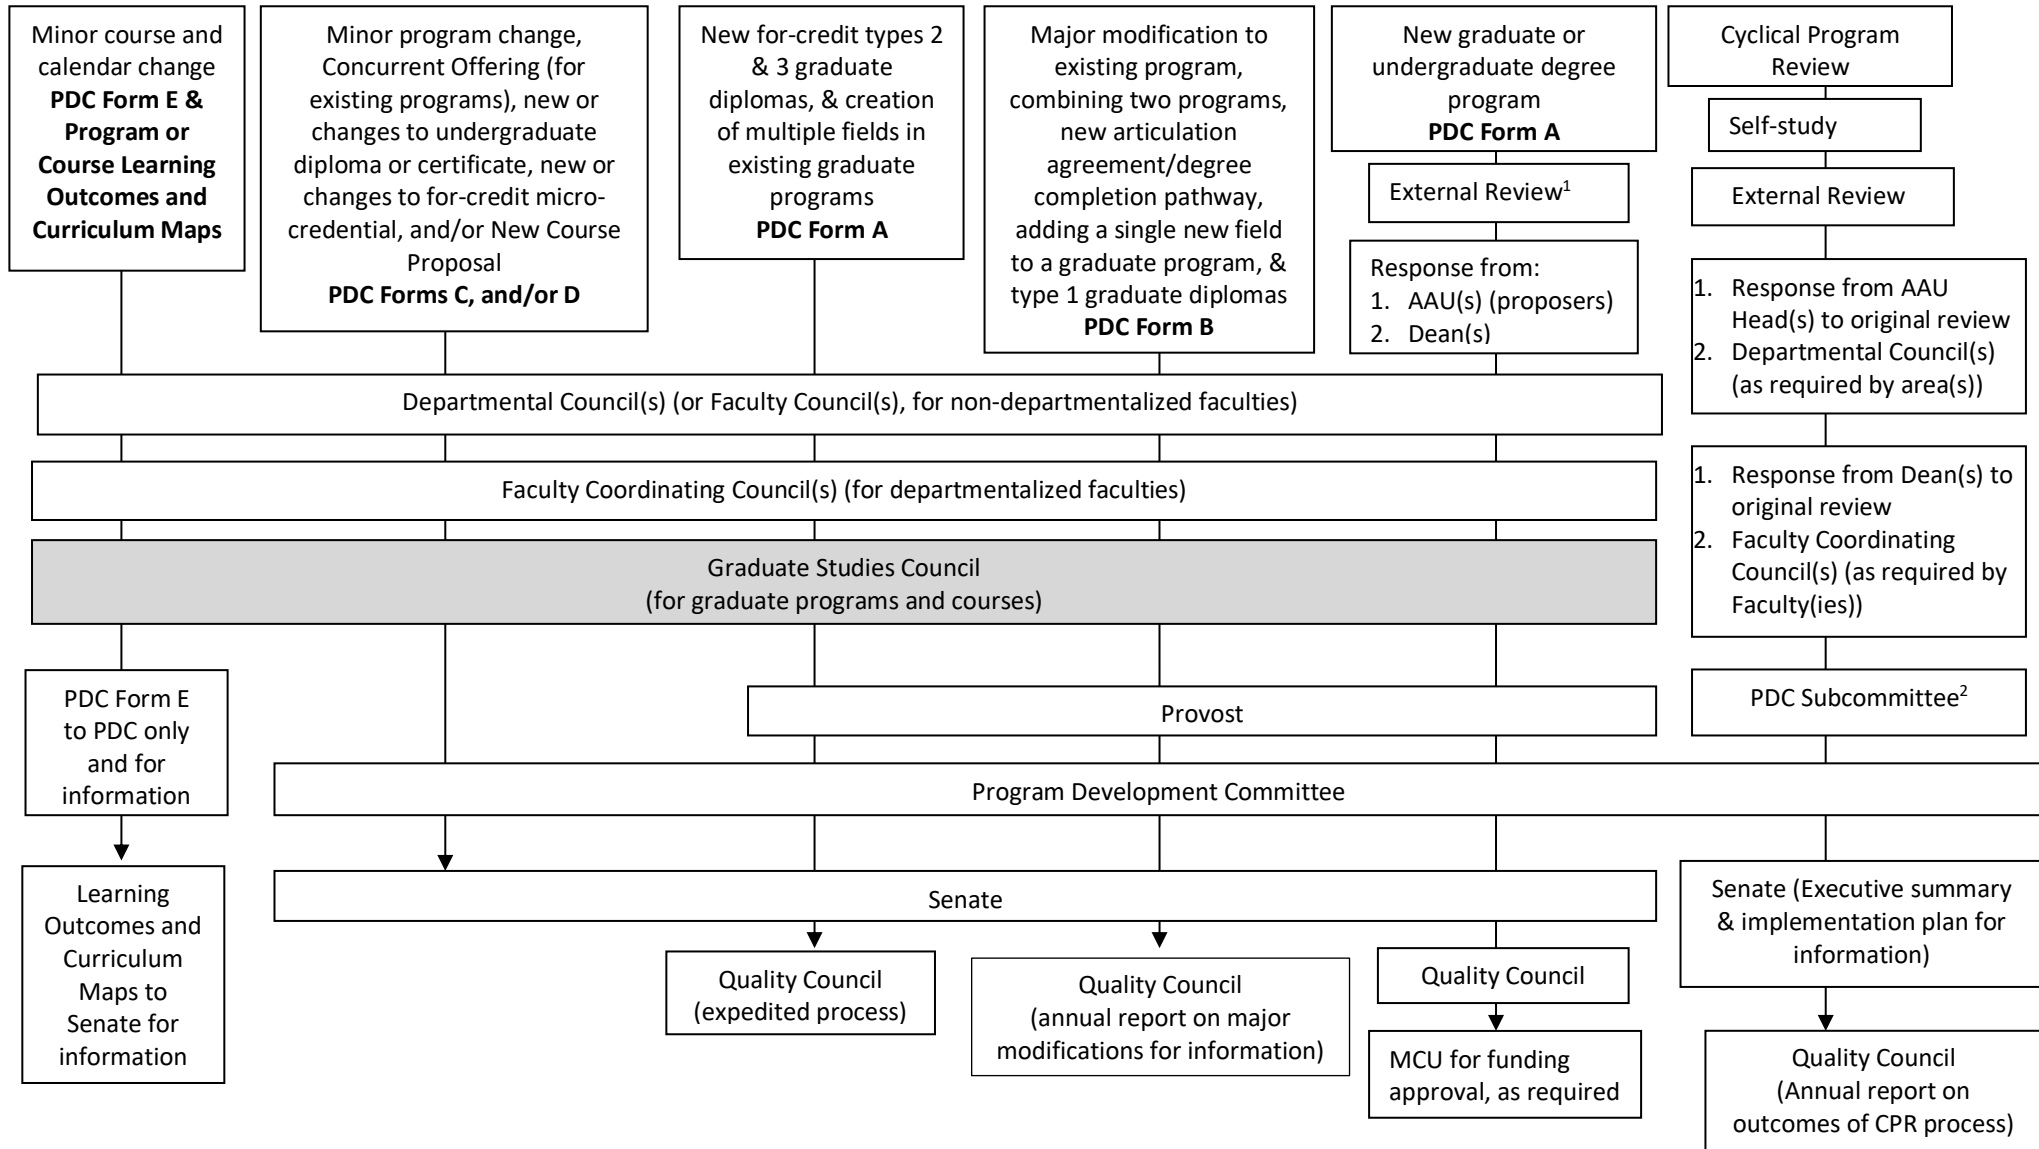 Minor course and
calendar change
PDC Form E &
Program or
Course Learning
Outcomes and
Curriculum Maps
Minor program change,
Concurrent Offering (for
existing programs), new or
changes to undergraduate
diploma or certificate, new or
changes to for-credit micro-
credential, and/or New Course
Proposal
PDC Forms C, and/or D
New for-credit types 2
& 3 graduate
diplomas, & creation
of multiple fields in
existing graduate
programs
PDC Form A
Major modification to
existing program,
combining two programs,
new articulation
agreement/degree
completion pathway,
adding a single new field
to a graduate program, &
type 1 graduate diplomas
PDC Form B
New graduate or
undergraduate degree
program
PDC Form A
External Review1
Response from:
1. AAU(s) (proposers)
2. Dean(s)
Cyclical Program
Review
Self-study
External Review
1. Response from AAU
Head(s) to original review
2. Departmental Council(s)
(as required by area(s))
1. Response from Dean(s) to
original review
2. Faculty Coordinating
Council(s) (as required by
Faculty(ies))
PDC Subcommittee2
Departmental Council(s) (or Faculty Council(s), for non-departmentalized faculties)
Faculty Coordinating Council(s) (for departmentalized faculties)
Graduate Studies Council
(for graduate programs and courses)
PDC Form E
to PDC only
and for
information
Provost
Program Development Committee
Learning
Outcomes and
Curriculum
Maps to
Senate for
information
Senate
Senate (Executive summary
& implementation plan for
information)
Quality Council
(expedited process)
Quality Council
(annual report on major
modifications for information)
Quality Council
MCU for funding
approval, as required
Quality Council
(Annual report on
outcomes of CPR process)